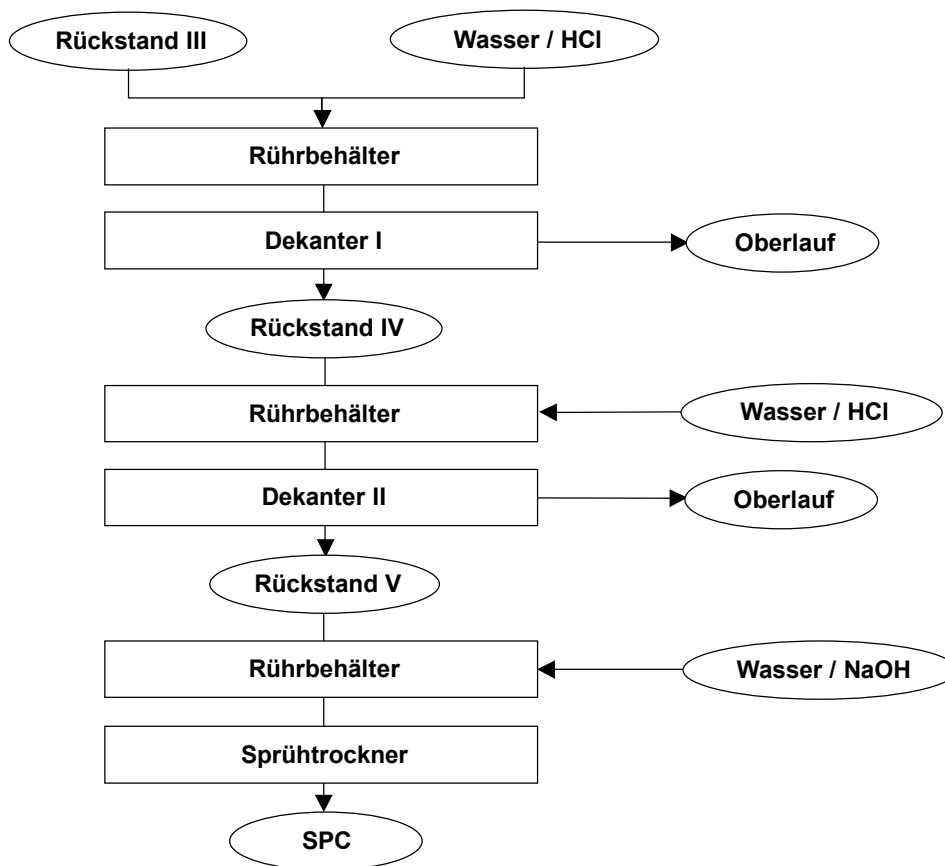 Rückstand III
Wasser / HCl
Rührbehälter
Dekanter I
Oberlauf
Rückstand IV
Rührbehälter
Wasser / HCl
Dekanter II
Oberlauf
Rückstand V
Rührbehälter
Wasser / NaOH
Sprühtrockner
SPC